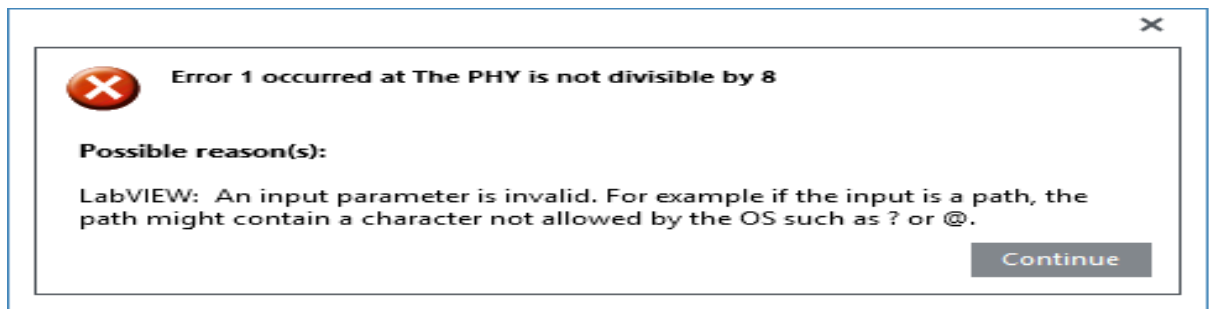 Error 1 occurred at The PHY is not divisible by 8
Possible reason(s):
LabVIEW: An input parameter is invalid. For example if the input is a path, the
path might contain a character not allowed by the OS such as ? or @.
Continue